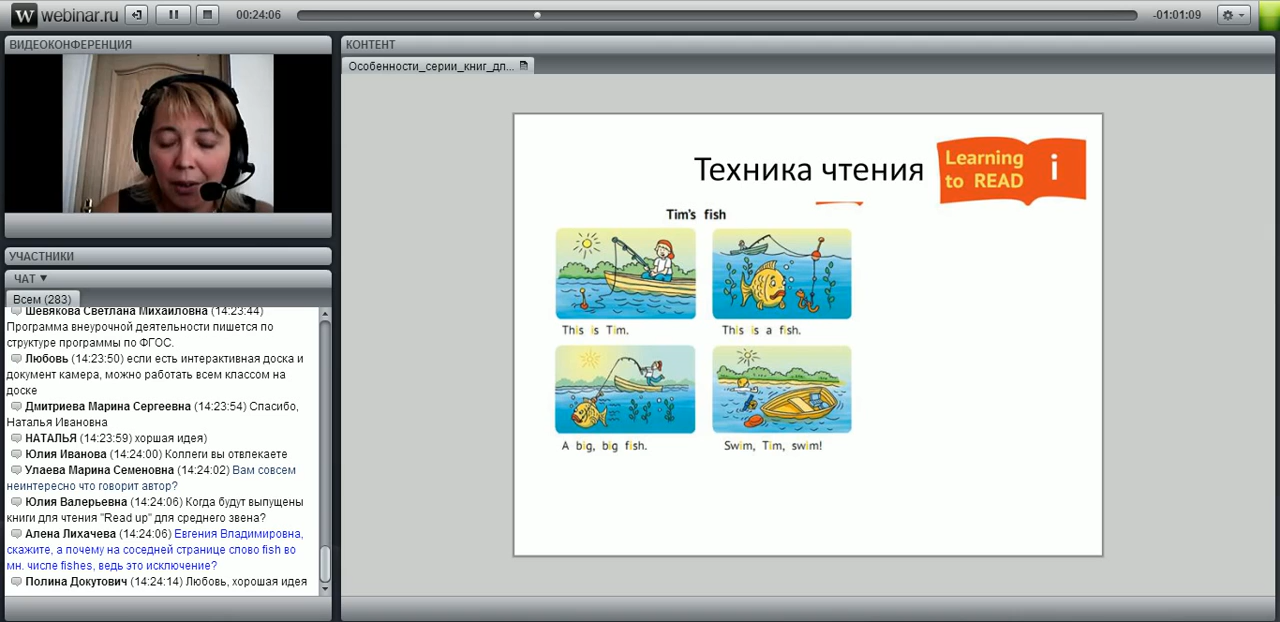 webinar.ru
00:24:06
-01:01:09
ВИДЕОКОНФЕРЕНЦИЯ
УЧАСТНИКИ
ЧАТ ▼
Всем (283)
Шевякова Светлана Михайловна (14:23:44)
Программа внеурочной деятельности пишется по
структуре программы по ФГОС.
Любовь (14:23:50) если есть интерактивная доска и
документ камера, можно работать всем классом на
доске
Дмитриева Марина Сергеевна (14:23:54) Спасибо,
Наталья Ивановна
НАТАЛЬЯ (14:23:59) хоршая идея)
Юлия Иванова (14:24:00) Коллеги вы отвлекаете
Улаева Марина Семеновна (14:24:02) Вам совсем
неинтересно что говорит автор?
Юлия Валерьевна (14:24:06) Когда будут выпущены
книги для чтения "Read up" для среднего звена?
Алена Лихачева (14:24:06) Евгения Владимировна,
скажите, а почему на соседней странице слово fish во
мн. числе fishes, ведь это исключение?
Полина Докутович (14:24:14) Любовь, хорошая идея
КОНТЕНТ
Особенности_серии_книг_дл...
Техника чтения
Learning
to READ
i
Tim's fish
This is Tim.
This is a fish.
A big, big fish.
Swim, Tim, swim!